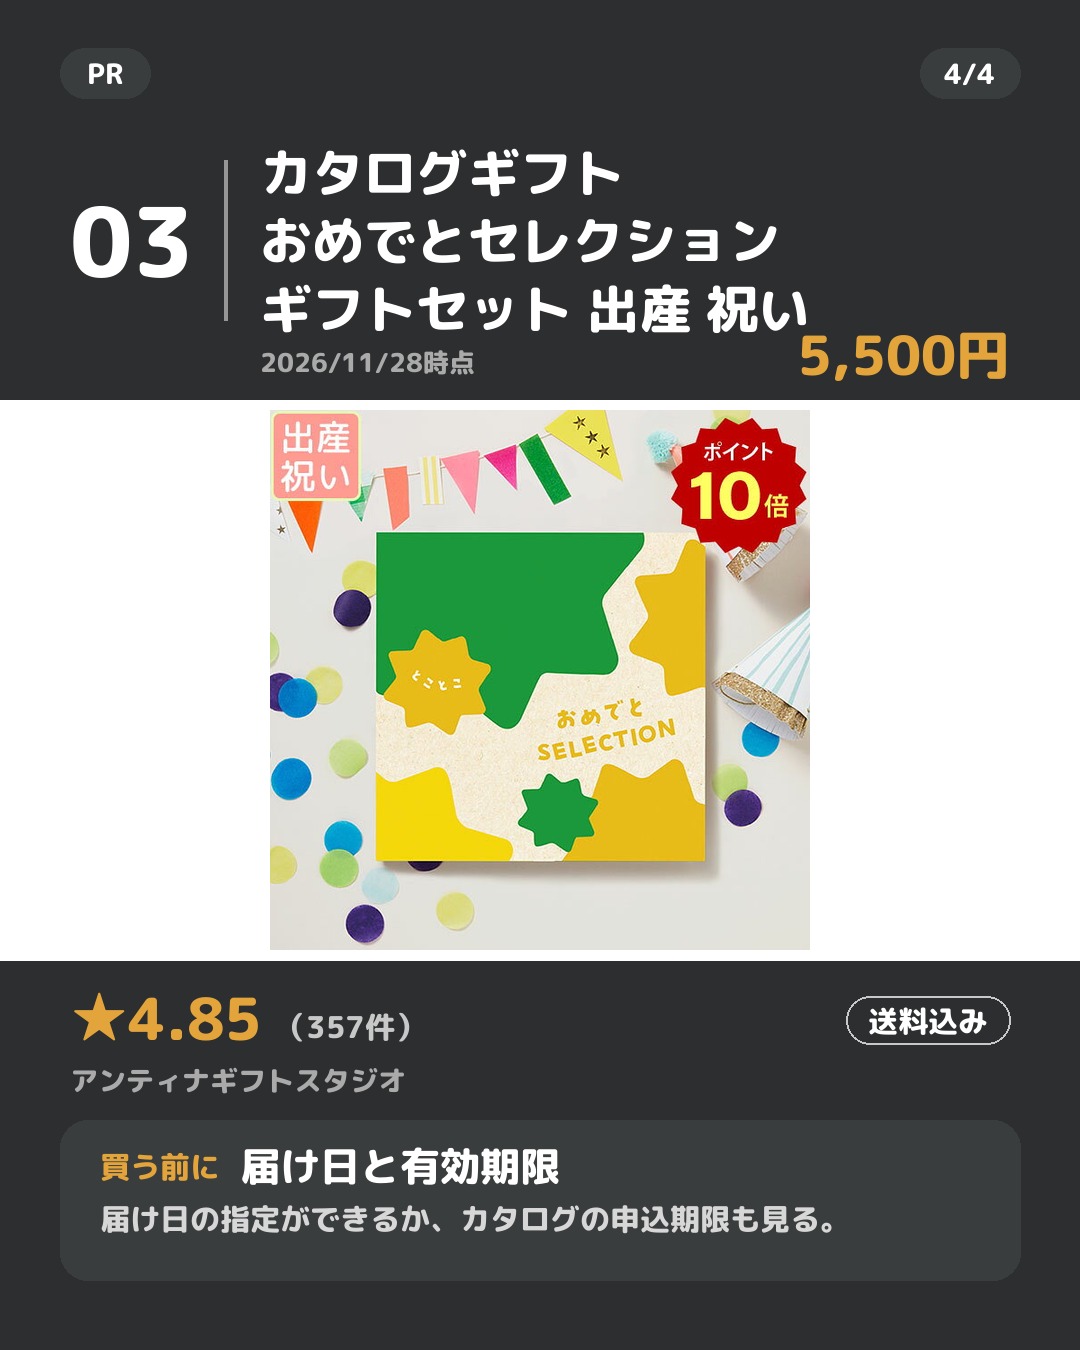 PR
4/4
03
カタログギフト
おめでとセレクション
ギフトセット 出産 祝い
2026/11/28時点
5,500円
出産
祝い
ポイント
10倍
とことこ
おめでと
SELECTION
★4.85 (357件)
送料込み
アンティナギフトスタジオ
買う前に 届け日と有効期限
届け日の指定ができるか、カタログの申込期限も見る。